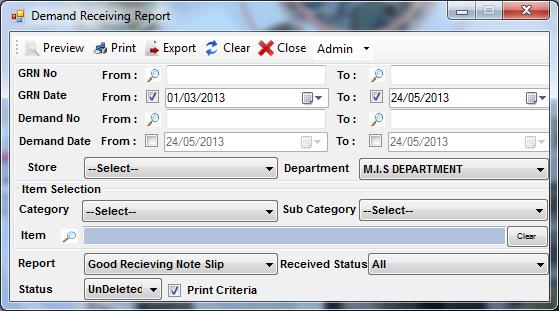 Demand Receiving Report
Preview Print Export Clear Close Admin
GRN No From : To :
GRN Date From : 01/03/2013 To : 24/05/2013
Demand No From : To :
Demand Date From : 24/05/2013 To : 24/05/2013
Store --Select-- Department M.I.S DEPARTMENT
Item Selection
Category --Select-- Sub Category --Select--
Item Clear
Report Good Recieving Note Slip Received Status All
Status UnDeleted Print Criteria